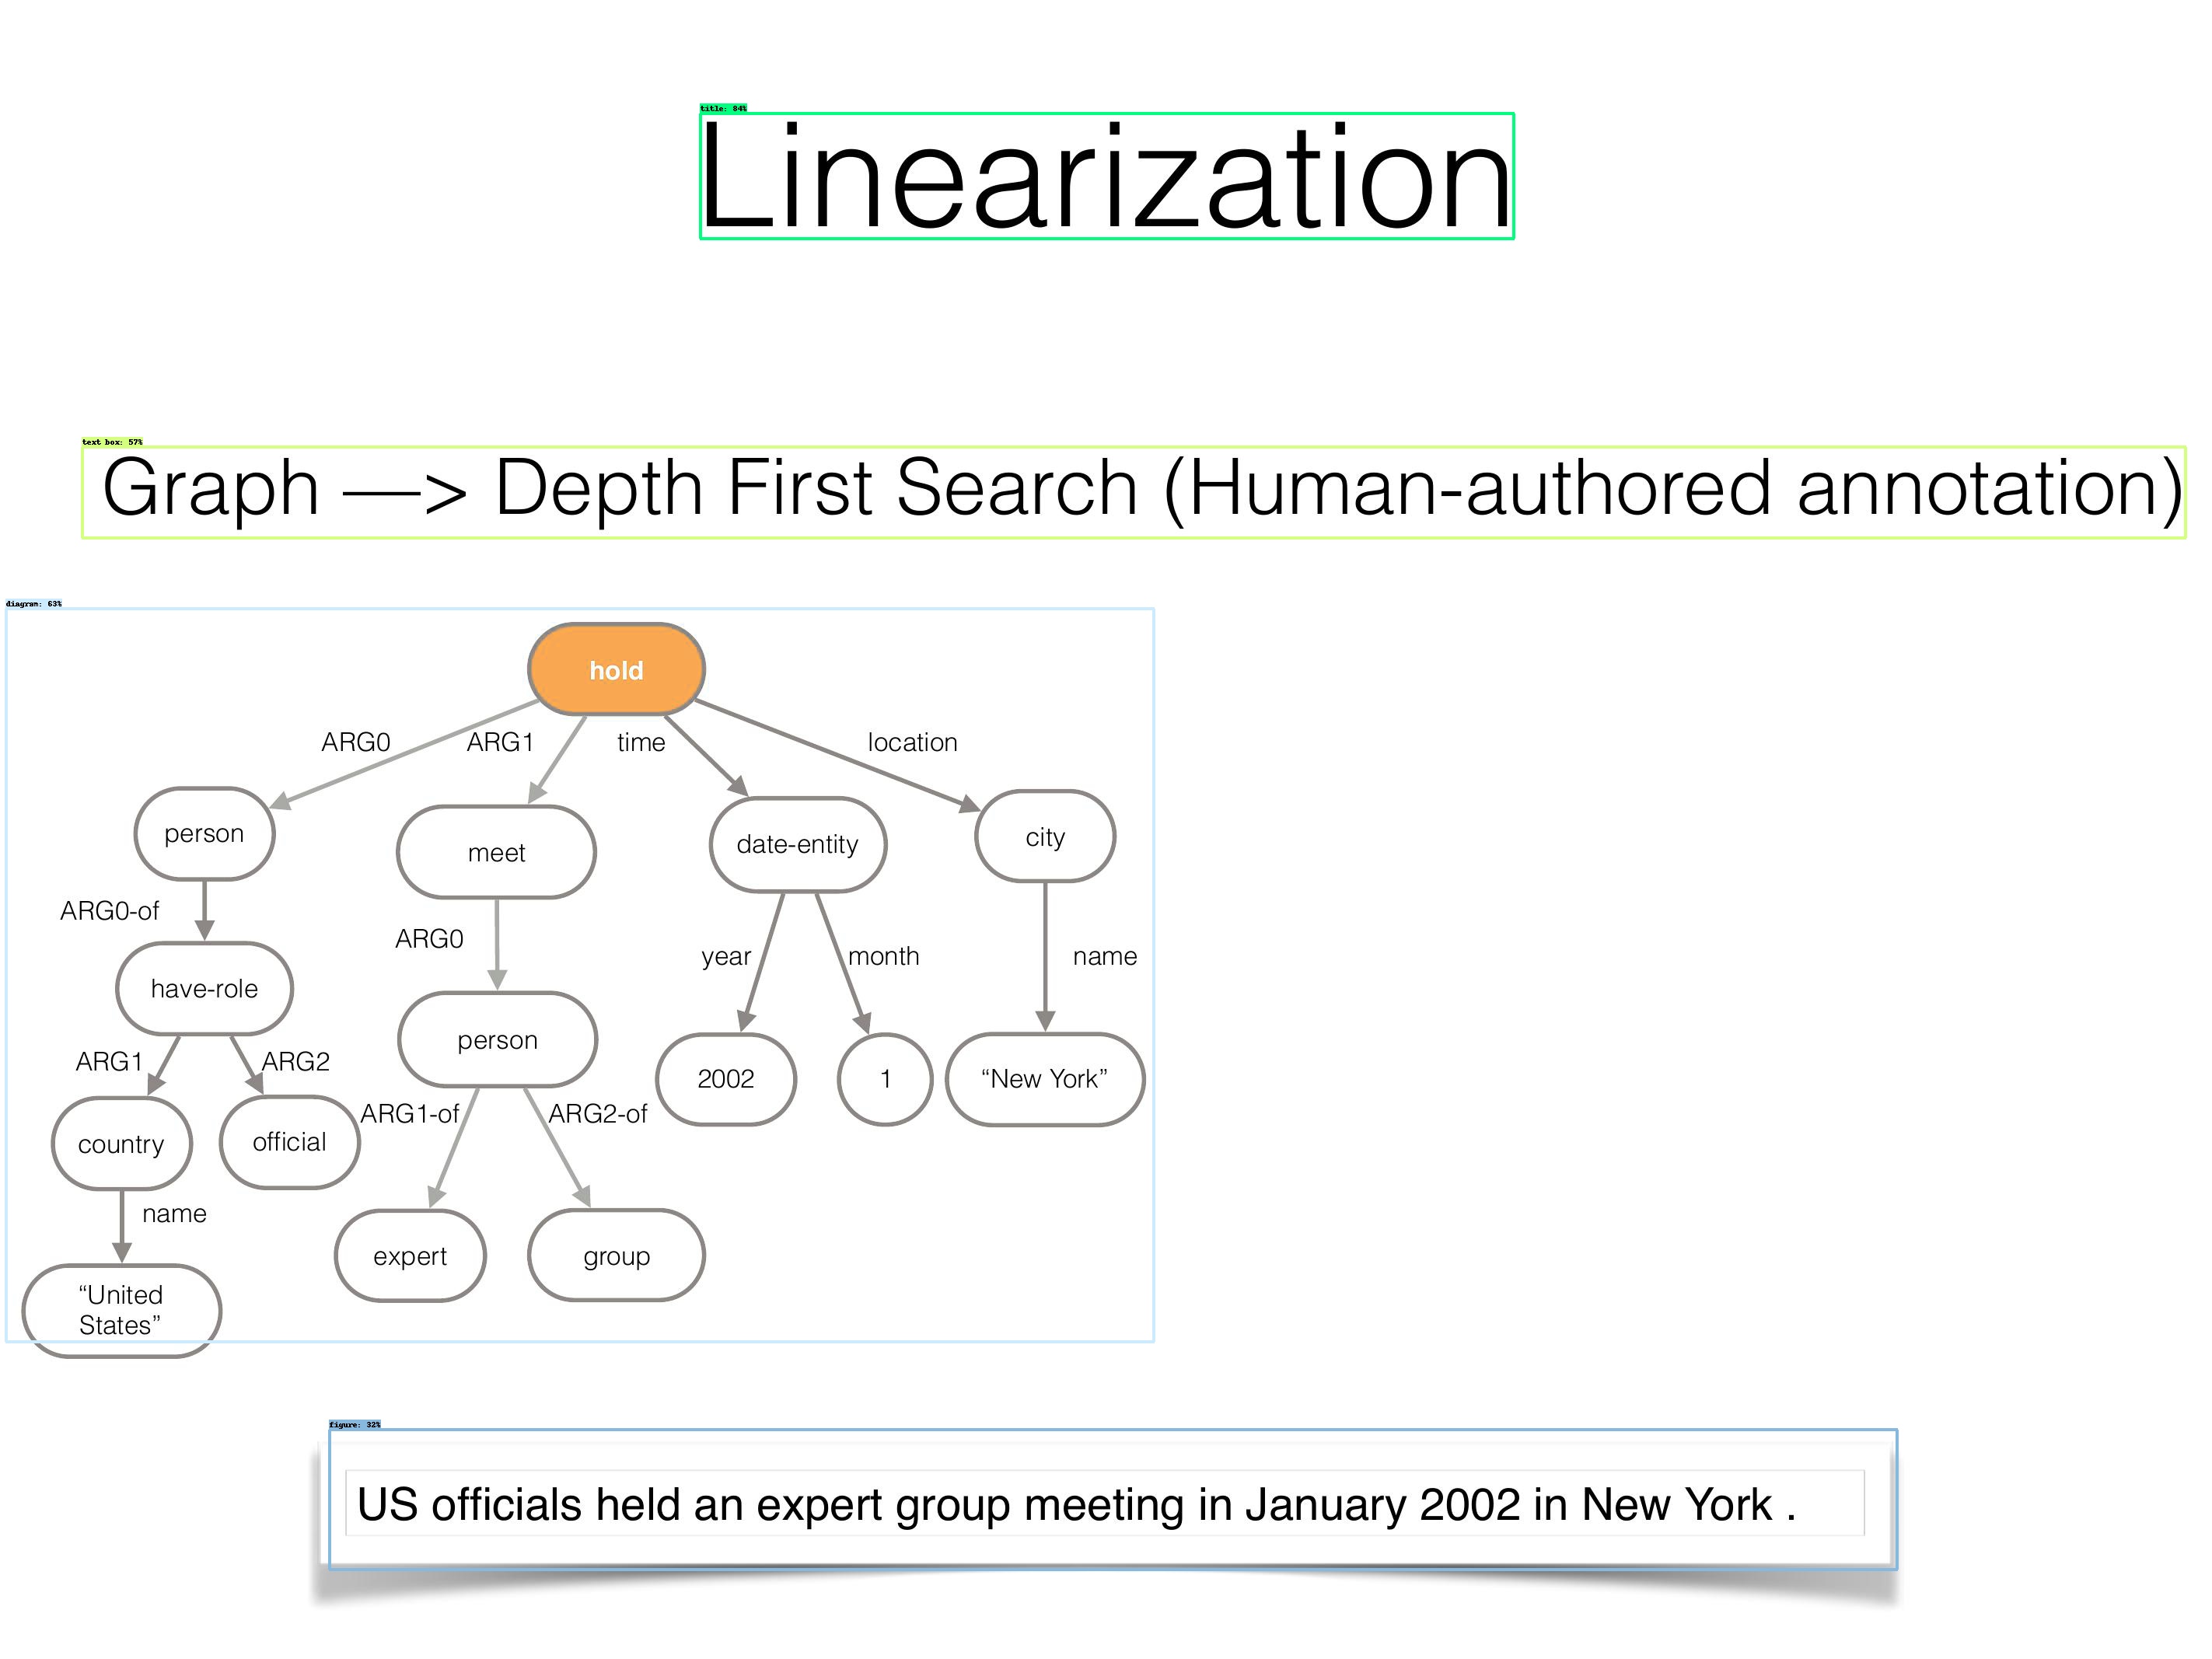 title: 84%
Linearization
text box: 57%
Graph —> Depth First Search (Human-authored annotation)
diagram: 63%
hold
ARG0 ARG1 time location
person meet date-entity city
ARG0-of ARG0 year month name
have-role person 2002 1 “New York”
ARG1 ARG2 ARG1-of ARG2-of
country official
name expert group
“United
States”
figure: 32%
US officials held an expert group meeting in January 2002 in New York .